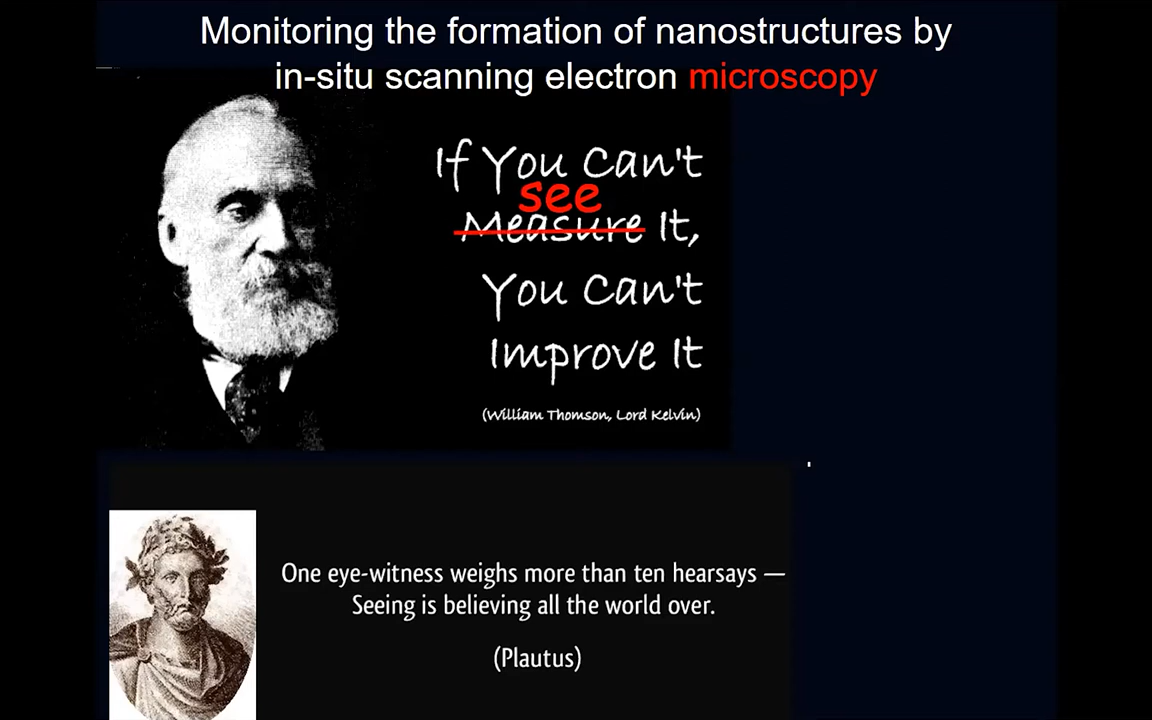 Monitoring the formation of nanostructures by
in-situ scanning electron microscopy
If You Can't
see
Measure It,
You Can't
Improve It
(William Thomson, Lord Kelvin)
One eye-witness weighs more than ten hearsays —
Seeing is believing all the world over.
(Plautus)